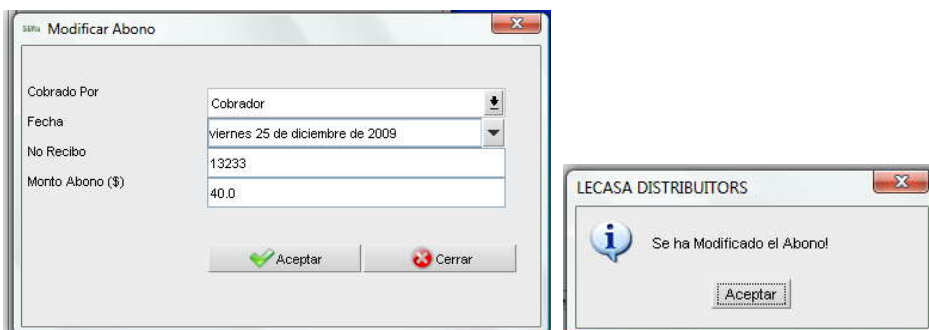 Modificar Abono
Cobrado Por
Cobrador
Fecha
viernes 25 de diciembre de 2009
No Recibo
13233
Monto Abono ($)
40.0
Aceptar
Cerrar
LECASA DISTRIBUITORS
Se ha Modificado el Abono!
Aceptar